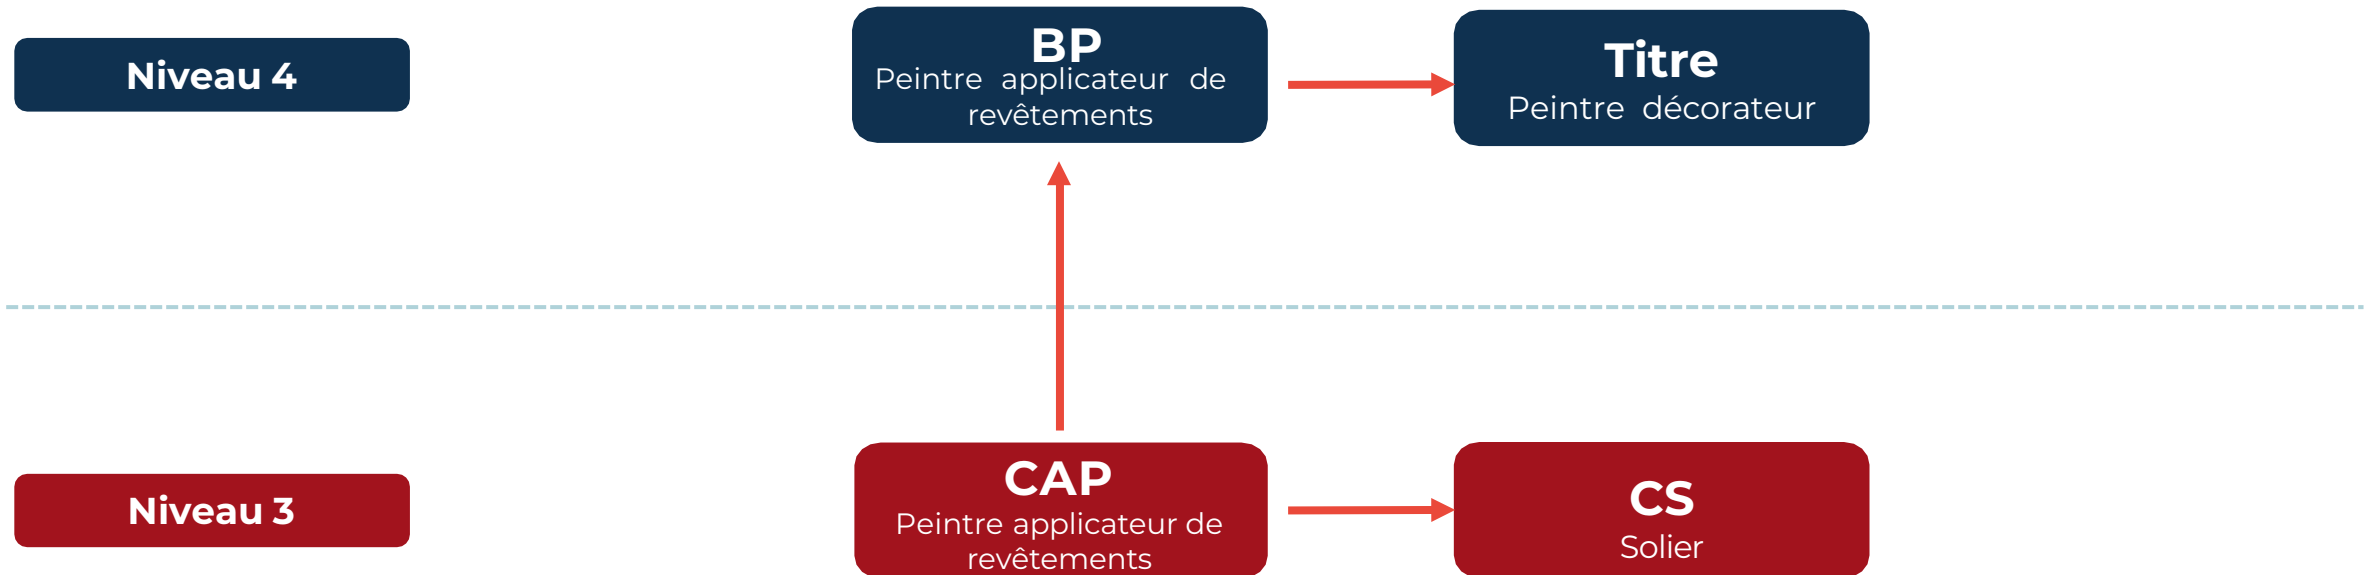 Niveau 4
BP
Peintre applicateur de
revêtements
Titre
Peintre décorateur
Niveau 3
CAP
Peintre applicateur de
revêtements
CS
Solier